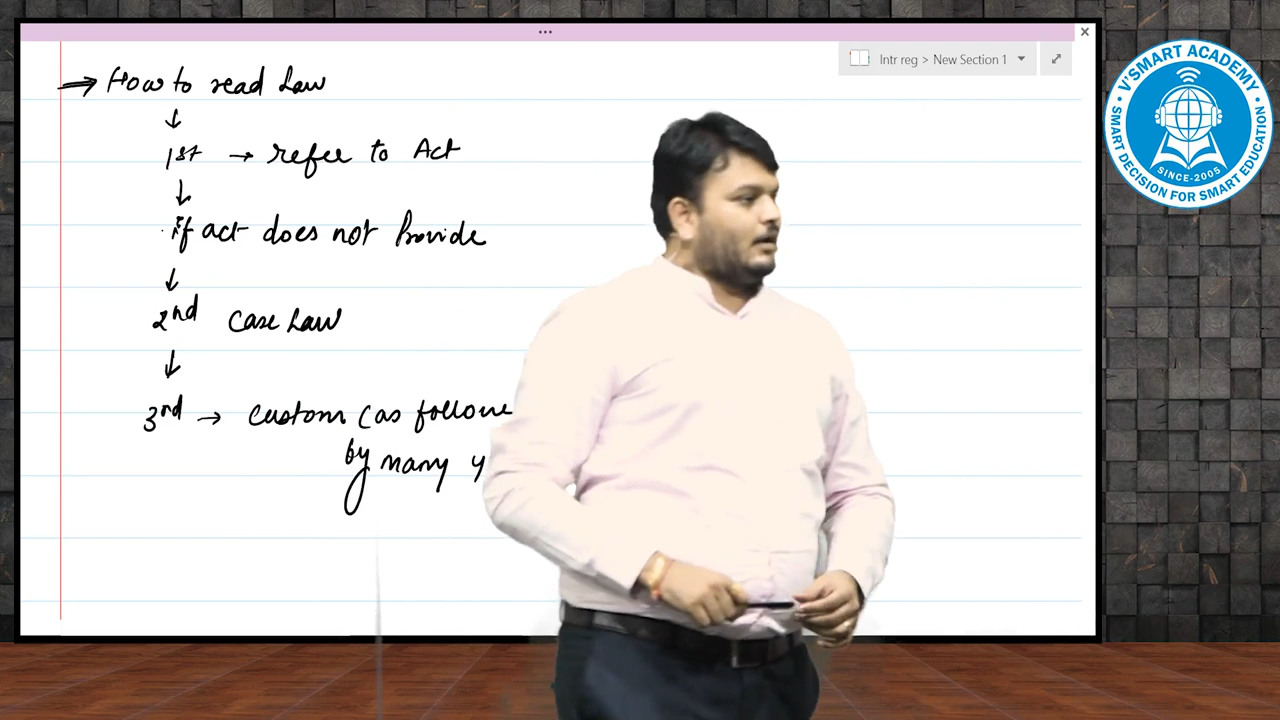 Intr reg > New Section 1
→ How to read Law
↓
1st → refer to Act
↓
If act does not Provide
↓
2nd Case Law
↓
3rd → Custom (as follow
by many y
V'SMART ACADEMY
SINCE-2005
SMART DECISION FOR SMART EDUCATION